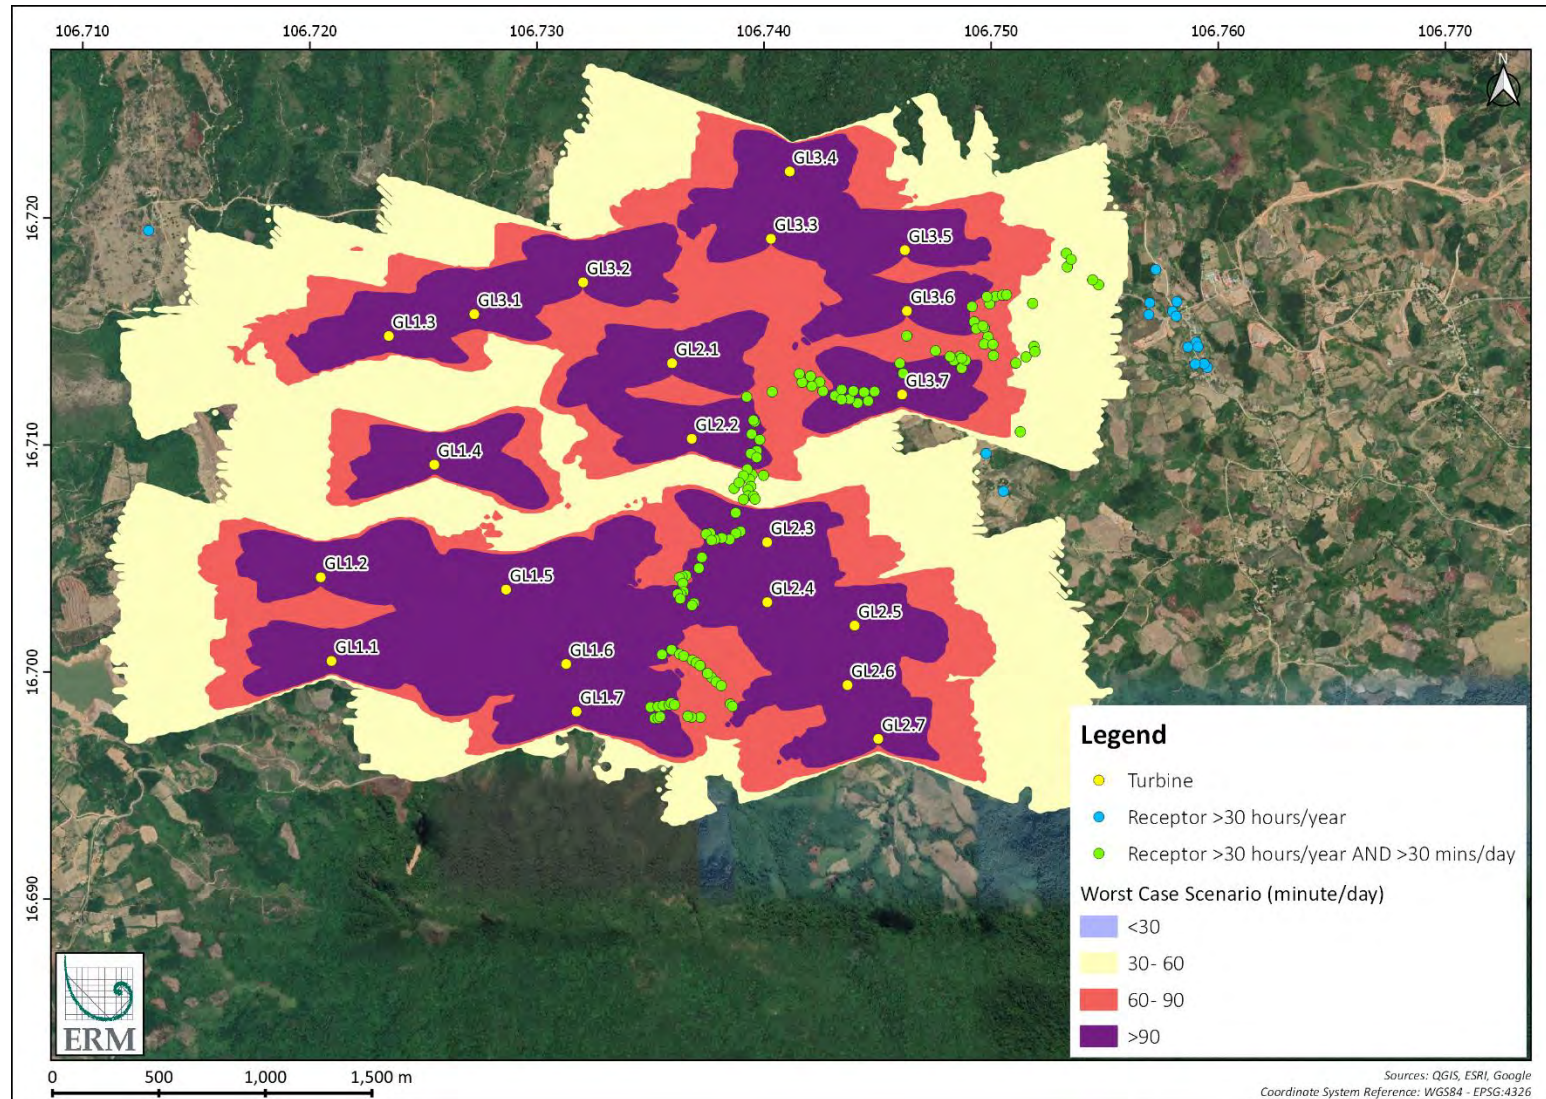 106.710 106.720 106.730 106.740 106.750 106.760 106.770
N
16.720
16.710
16.700
16.690
GL3.4
GL3.3
GL3.5
GL3.2
GL3.1
GL3.6
GL1.3
GL2.1
GL3.7
GL2.2
GL1.4
GL2.3
GL1.2
GL1.5
GL2.4
GL2.5
GL1.1
GL1.6
GL2.6
GL1.7
GL2.7
Legend
Turbine
Receptor >30 hours/year
Receptor >30 hours/year AND >30 mins/day
Worst Case Scenario (minute/day)
<30
30- 60
60- 90
>90
ERM
0 500 1,000 1,500 m
Sources: QGIS, ESRI, Google
Coordinate System Reference: WGS84 - EPSG:4326